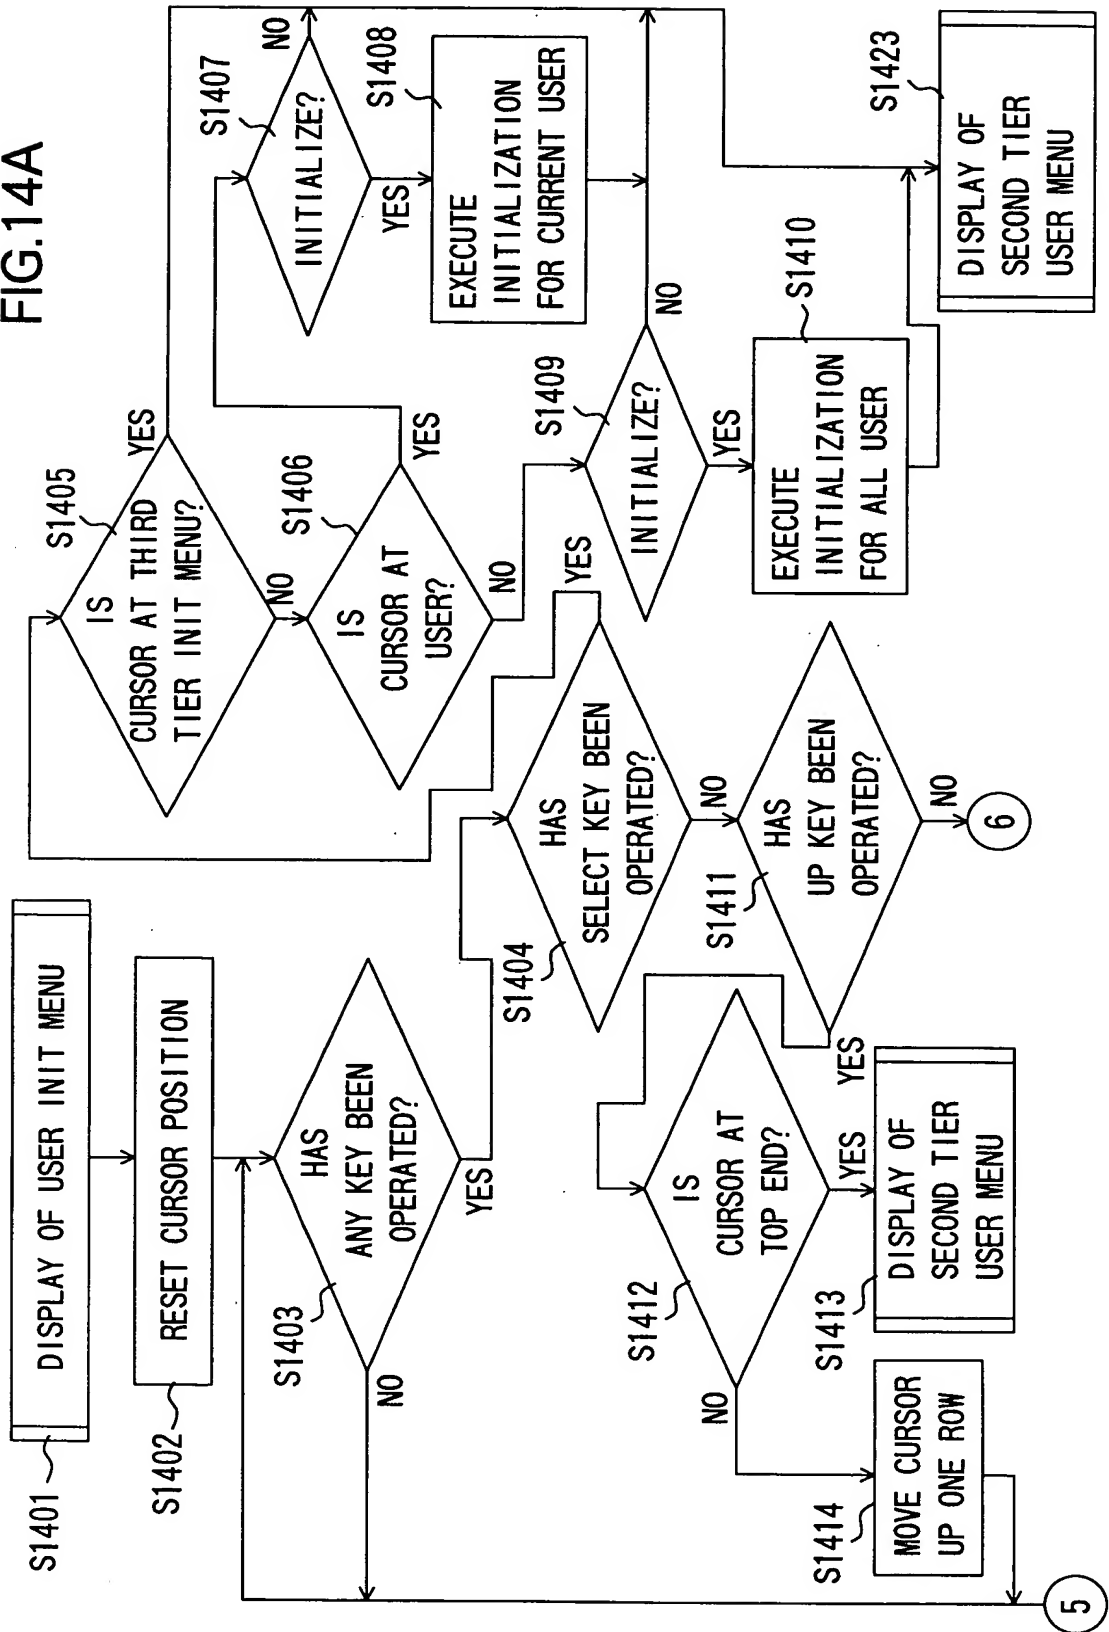 FIG.14A
S1401
DISPLAY OF USER INIT MENU
S1402
RESET CURSOR POSITION
S1403
HAS
ANY KEY BEEN
OPERATED?
NO
YES
S1404
HAS
SELECT KEY BEEN
OPERATED?
YES
NO
S1405
IS
CURSOR AT THIRD
TIER INIT MENU?
YES
NO
S1406
IS
CURSOR AT
USER?
YES
NO
S1407
INITIALIZE?
NO
YES
S1408
EXECUTE
INITIALIZATION
FOR CURRENT USER
S1409
INITIALIZE?
NO
YES
S1410
EXECUTE
INITIALIZATION
FOR ALL USER
S1423
DISPLAY OF
SECOND TIER
USER MENU
S1411
HAS
UP KEY BEEN
OPERATED?
YES
NO
6
S1412
IS
CURSOR AT
TOP END?
NO
YES
S1413
DISPLAY OF
SECOND TIER
USER MENU
S1414
MOVE CURSOR
UP ONE ROW
5